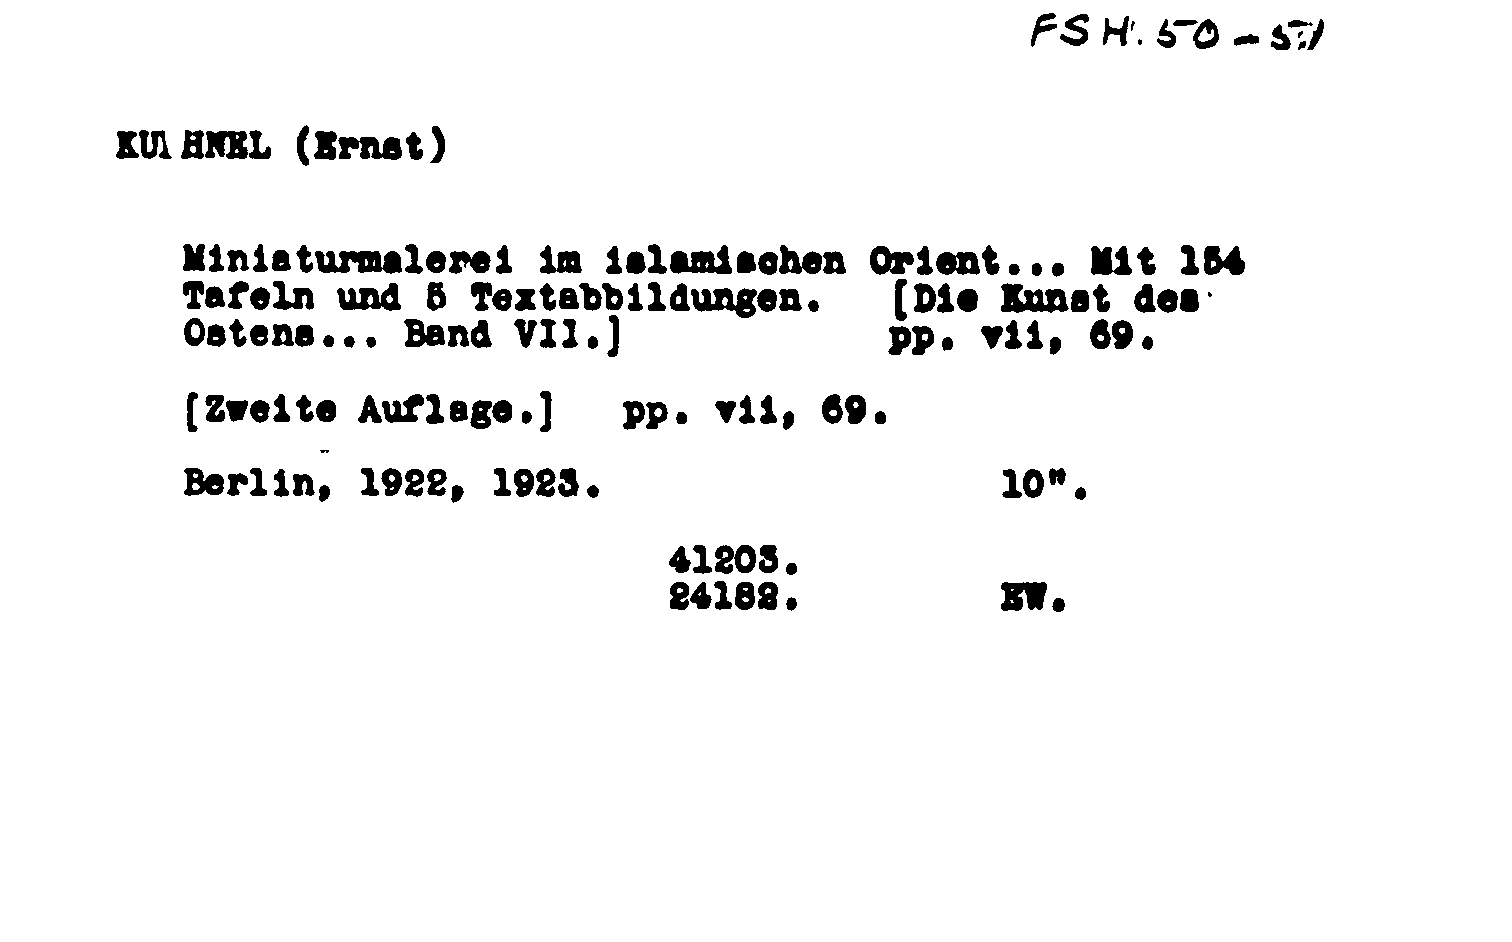 FSH. 50-51
KUEHNEL (Ernst)
Miniaturmalerei im islamischen Orient... Mit 154
Tafeln und 5 Textabbildungen. [Die Kunst des
Ostens... Band VII.] pp. vii, 69.
[Zweite Auflage.] pp. vii, 69.
Berlin, 1922, 1923. 10".
41203.
24182. EW.